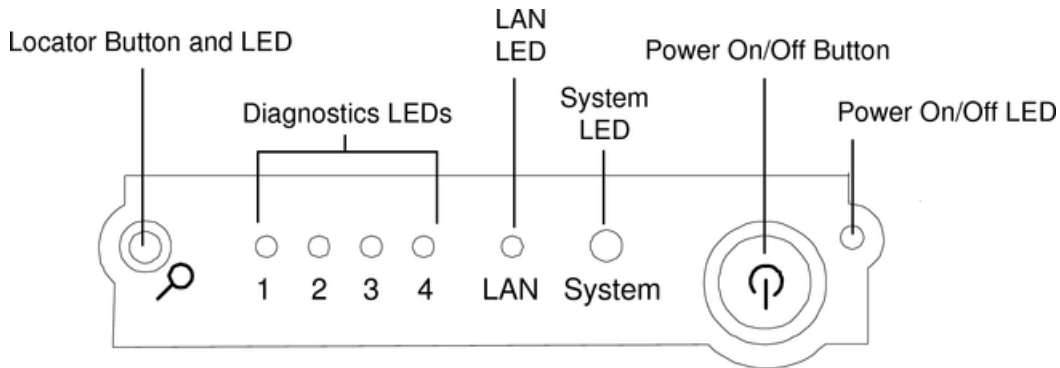 Locator Button and LED
Diagnostics LEDs
LAN
LED
System
LED
Power On/Off Button
Power On/Off LED
1 2 3 4 LAN System